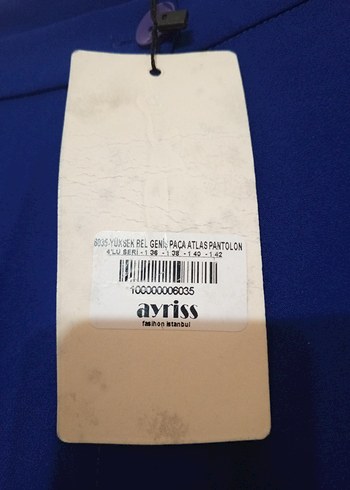 6035-YÜKSEK BEL GENİŞ PAÇA ATLAS PANTOLON
4'LÜ SERİ - 1 36 - 1 38 - 1 40 - 1 42
100000006035
ayriss
fasihon istanbul